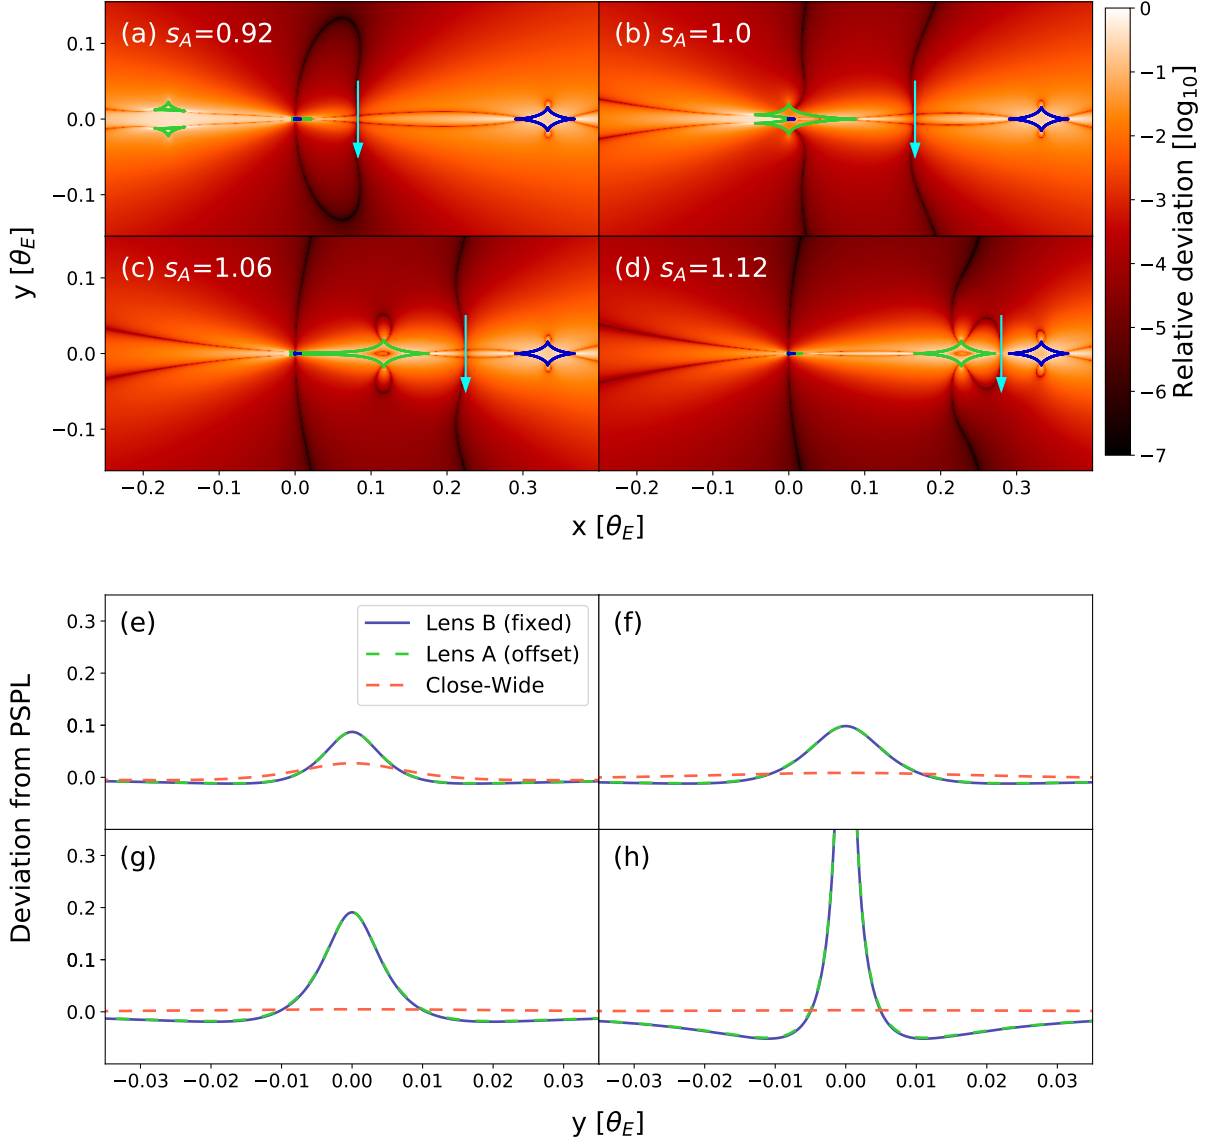 (a) s_A=0.92
(b) s_A=1.0
(c) s_A=1.06
(d) s_A=1.12
0.1
0.0
−0.1
0.1
0.0
−0.1
y [θ_E]
−0.2 −0.1 0.0 0.1 0.2 0.3
−0.2 −0.1 0.0 0.1 0.2 0.3
x [θ_E]
0
−1
−2
−3
−4
−5
−6
−7
Relative deviation [log₁₀]
(e)
Lens B (fixed)
Lens A (offset)
Close-Wide
(f)
(g)
(h)
0.3
0.2
0.1
0.0
0.3
0.2
0.1
0.0
Deviation from PSPL
−0.03 −0.02 −0.01 0.00 0.01 0.02 0.03
−0.03 −0.02 −0.01 0.00 0.01 0.02 0.03
y [θ_E]